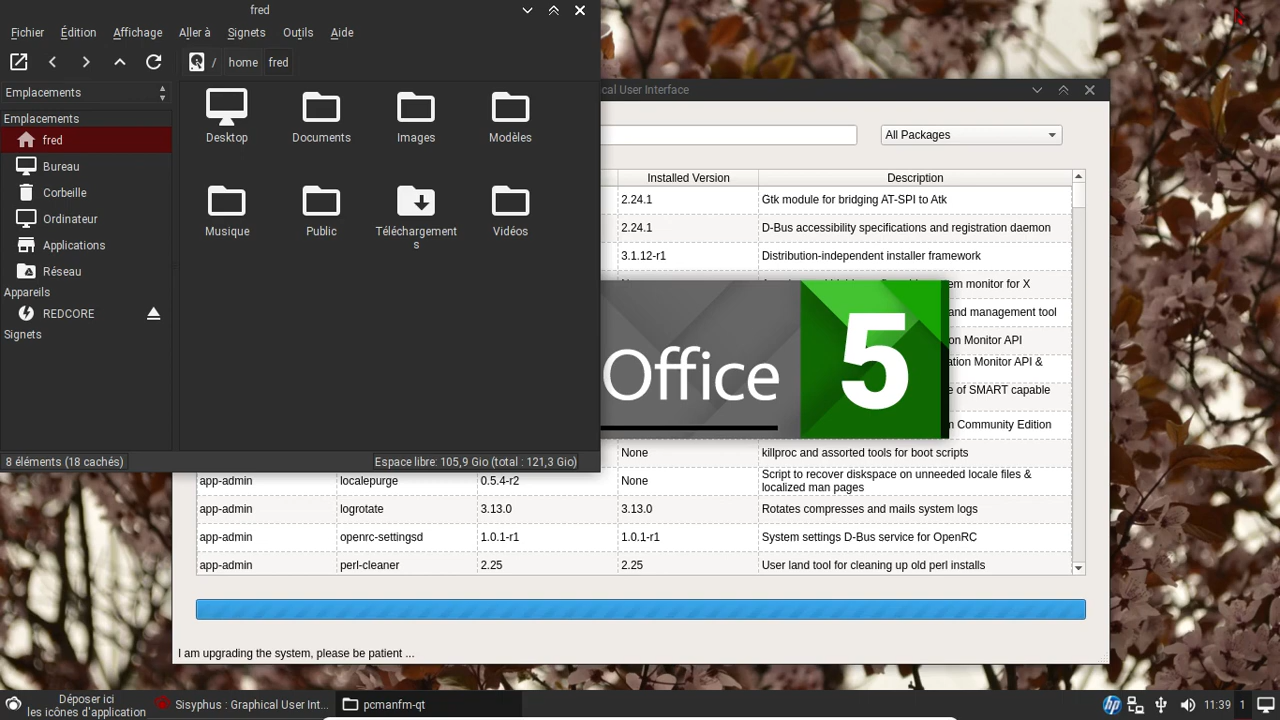 fred
Fichier Édition Affichage Aller à Signets Outils Aide
/ home fred
Emplacements
Emplacements
fred
Bureau
Corbeille
Ordinateur
Applications
Réseau
Appareils
REDCORE
Signets
Desktop Documents Images Modèles
Musique Public Téléchargement
s Vidéos
8 éléments (18 cachés) Espace libre: 105,9 Gio (total : 121,3 Gio)
cal User Interface
All Packages
Installed Version Description
2.24.1 Gtk module for bridging AT-SPI to Atk
2.24.1 D-Bus accessibility specifications and registration daemon
3.1.12-r1 Distribution-independent installer framework
em monitor for X
and management tool
on Monitor API
ation Monitor API &
e of SMART capable
n Community Edition
Office 5
None killproc and assorted tools for boot scripts
app-admin localepurge 0.5.4-r2 None Script to recover diskspace on unneeded locale files &
localized man pages
app-admin logrotate 3.13.0 3.13.0 Rotates compresses and mails system logs
app-admin openrc-settingsd 1.0.1-r1 1.0.1-r1 System settings D-Bus service for OpenRC
app-admin perl-cleaner 2.25 2.25 User land tool for cleaning up old perl installs
I am upgrading the system, please be patient ...
Déposer ici
les icônes d'application
Sisyphus : Graphical User Int... pcmanfm-qt hp 11:39 1